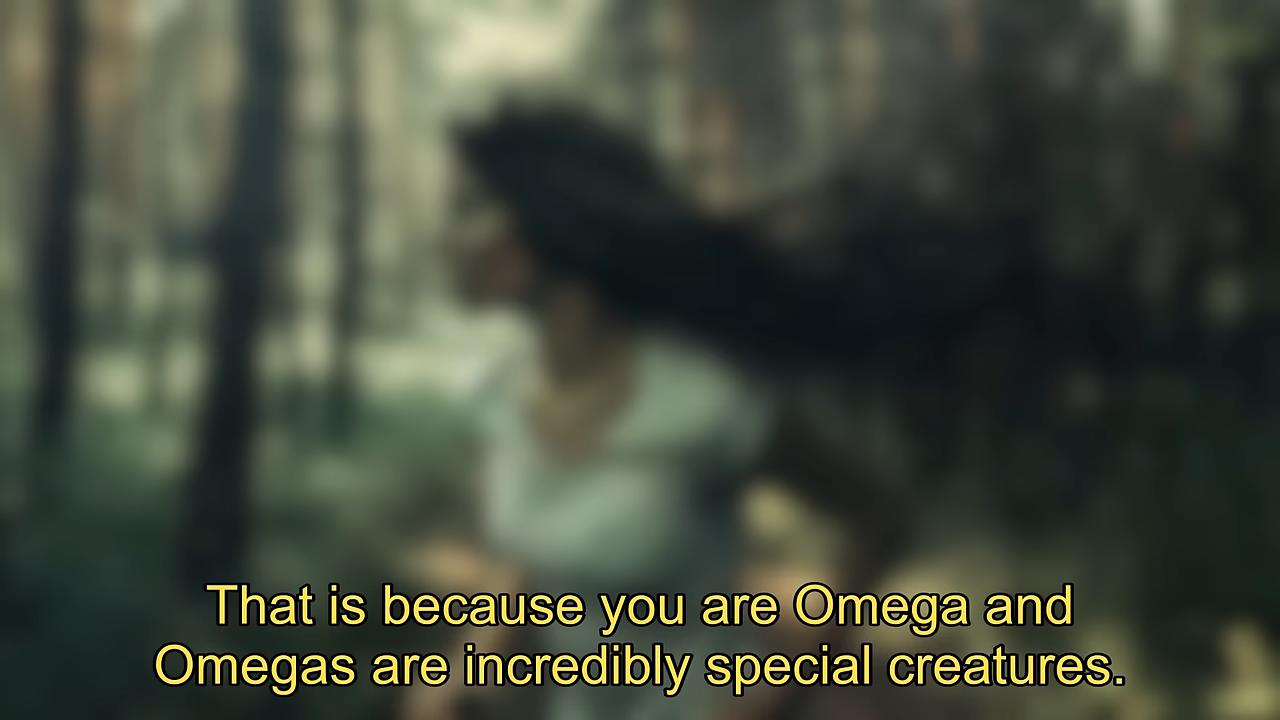 That is because you are Omega and
Omegas are incredibly special creatures.